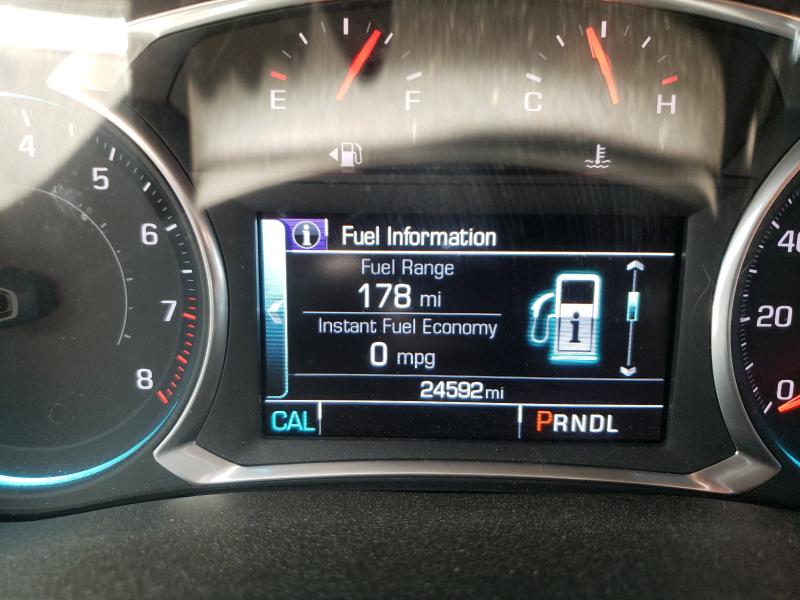 E F C H
4
5
6
7
8
i Fuel Information
Fuel Range
178 mi
Instant Fuel Economy
0 mpg
i
24592 mi
CAL PRNDL
40
20
0